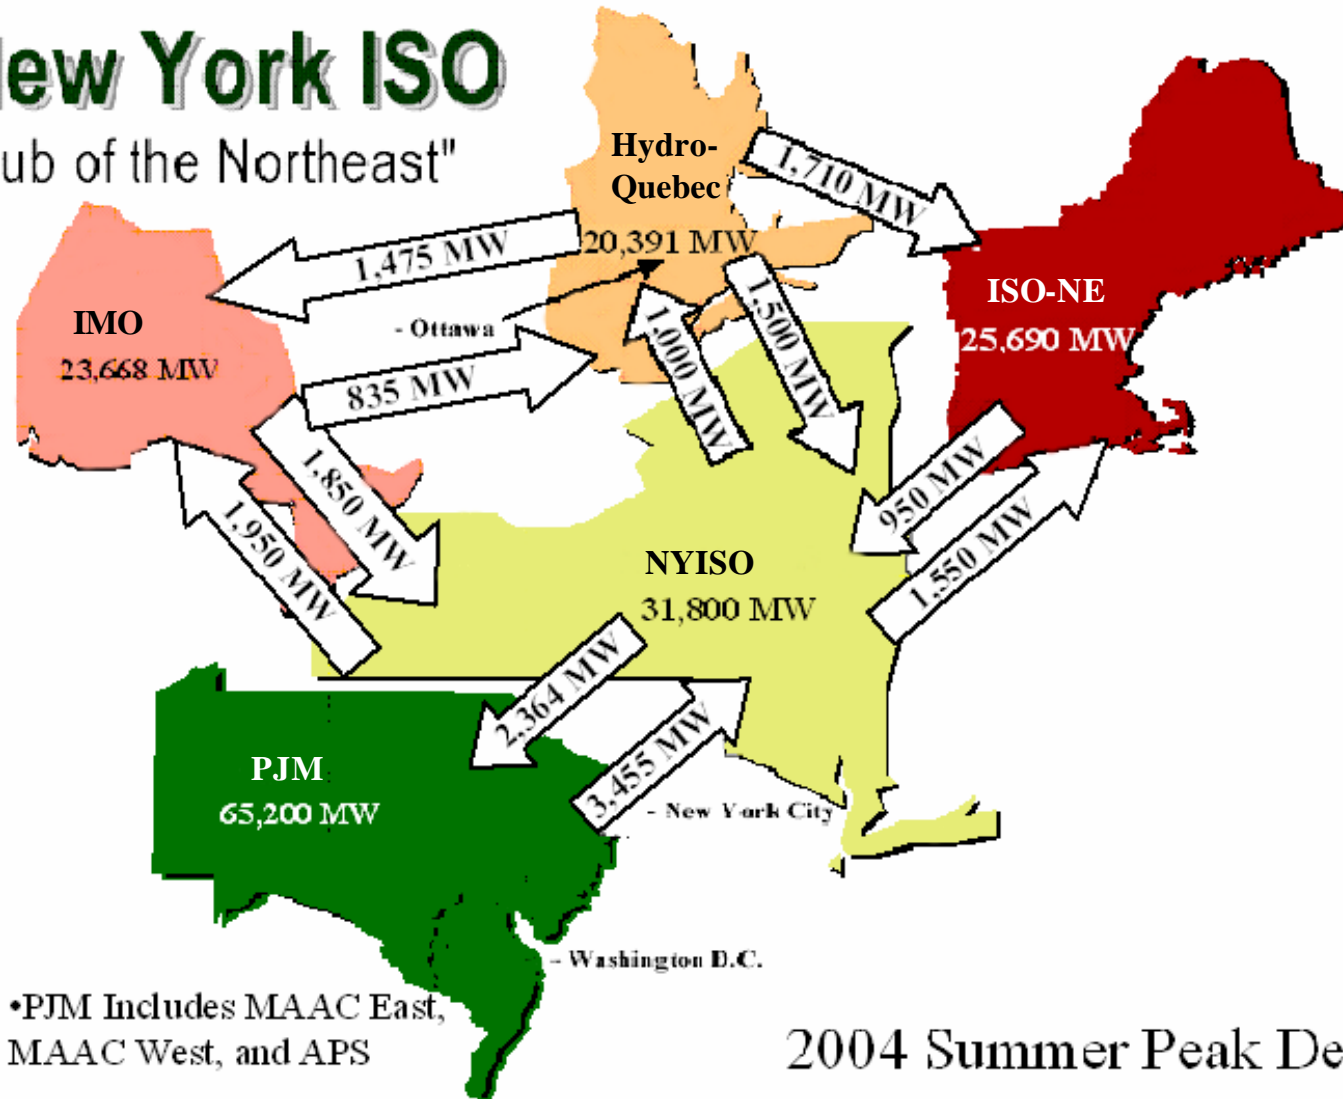 New York ISO
ub of the Northeast"
Hydro-
Quebec
20,391 MW
1,710 MW
1,475 MW
IMO
23,668 MW
- Ottawa
835 MW
1,000 MW
1,500 MW
ISO-NE
25,690 MW
1,850 MW
1,950 MW
950 MW
1,550 MW
NYISO
31,800 MW
2,364 MW
3,455 MW
PJM
65,200 MW
- New York City
- Washington D.C.
•PJM Includes MAAC East,
MAAC West, and APS
2004 Summer Peak De